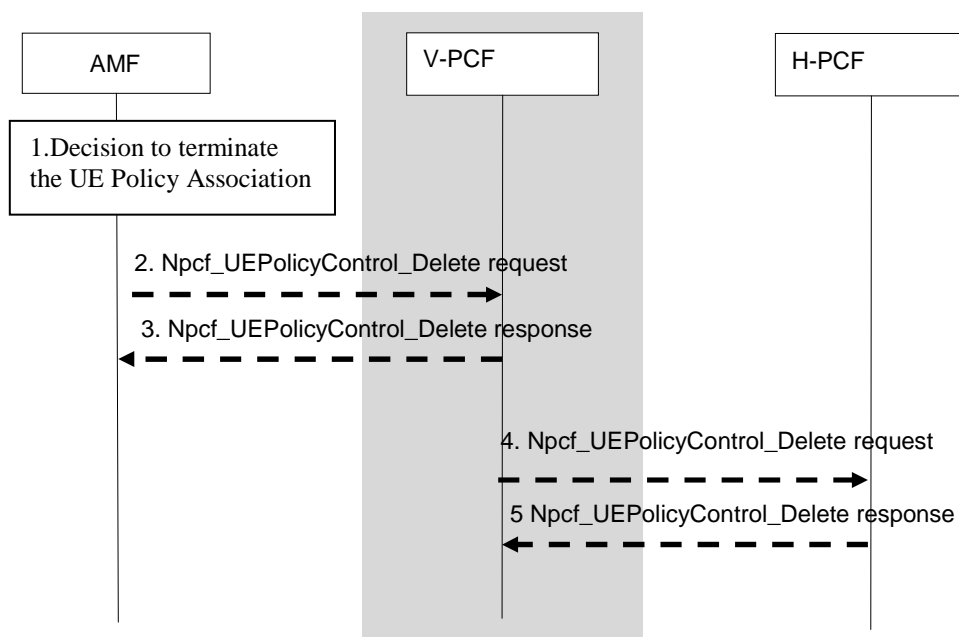 AMF
V-PCF
H-PCF
1.Decision to terminate
the UE Policy Association
2. Npcf_UEPolicyControl_Delete request
3. Npcf_UEPolicyControl_Delete response
4. Npcf_UEPolicyControl_Delete request
5 Npcf_UEPolicyControl_Delete response